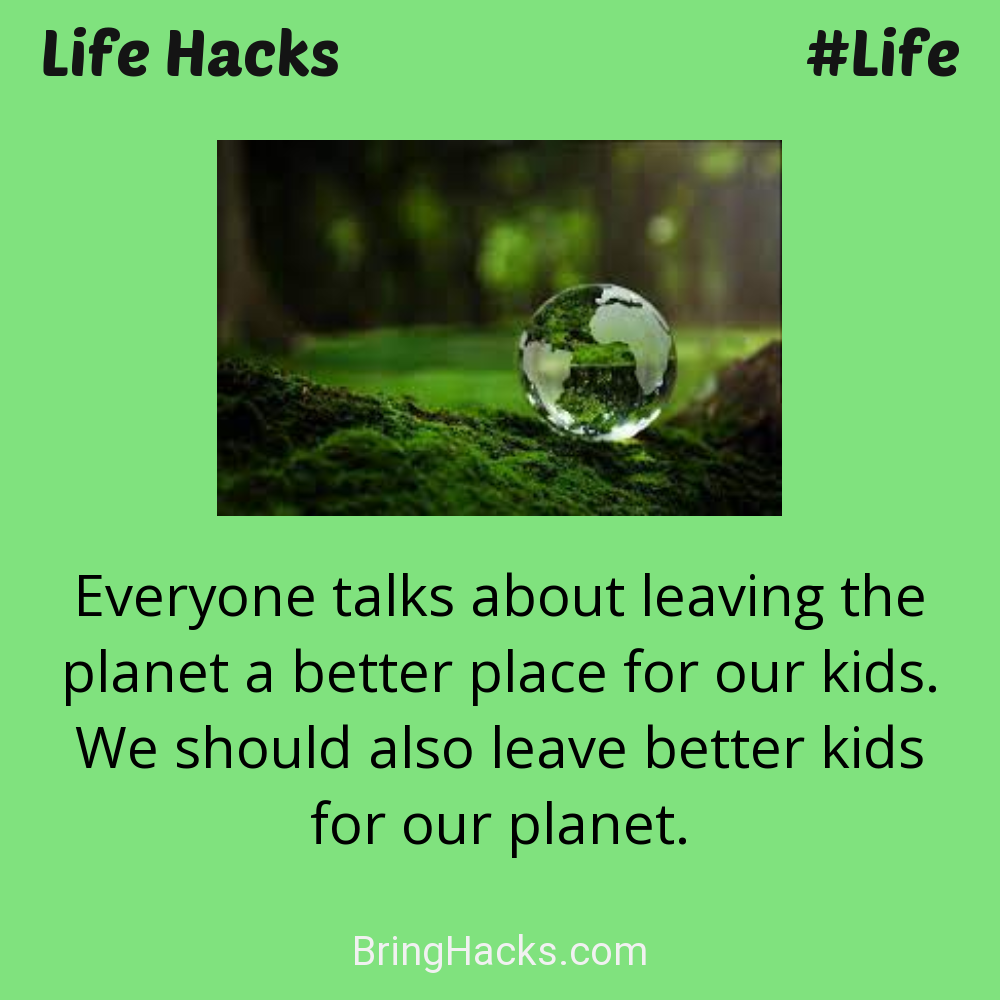 Life Hacks
#Life
Everyone talks about leaving the
planet a better place for our kids.
We should also leave better kids
for our planet.
BringHacks.com